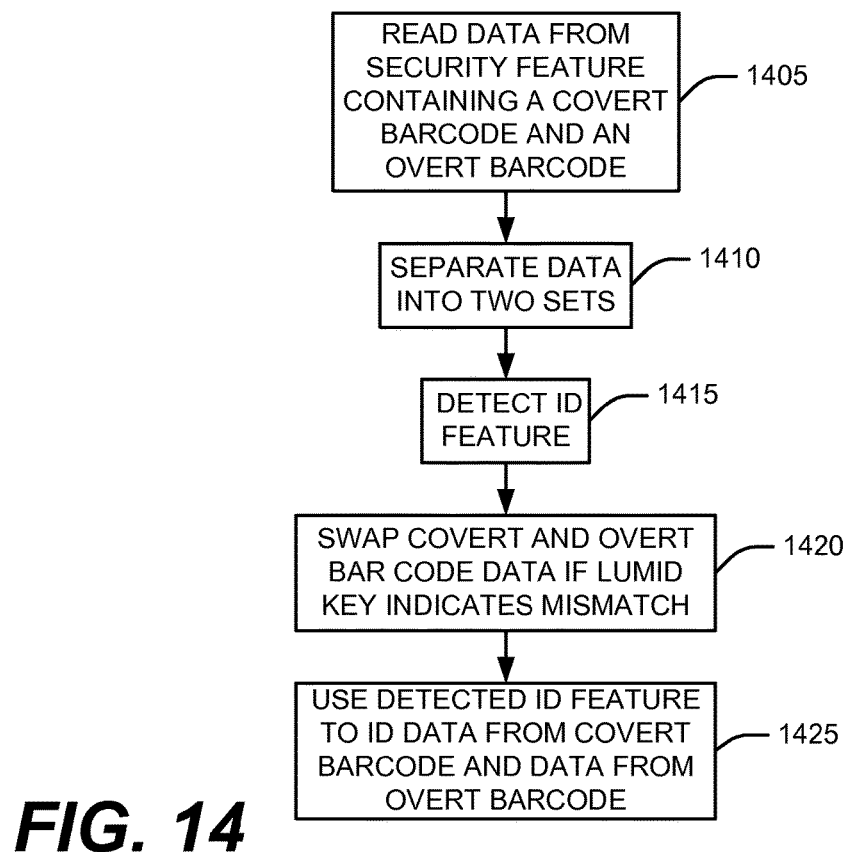 READ DATA FROM
SECURITY FEATURE
CONTAINING A COVERT
BARCODE AND AN
OVERT BARCODE
1405
SEPARATE DATA
INTO TWO SETS
1410
DETECT ID
FEATURE
1415
SWAP COVERT AND OVERT
BAR CODE DATA IF LUMID
KEY INDICATES MISMATCH
1420
USE DETECTED ID FEATURE
TO ID DATA FROM COVERT
BARCODE AND DATA FROM
OVERT BARCODE
1425
FIG. 14